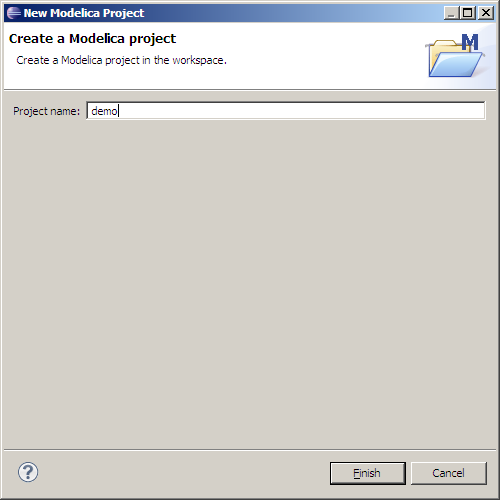 New Modelica Project
Create a Modelica project
Create a Modelica project in the workspace.
M
Project name: demo
?
Finish Cancel